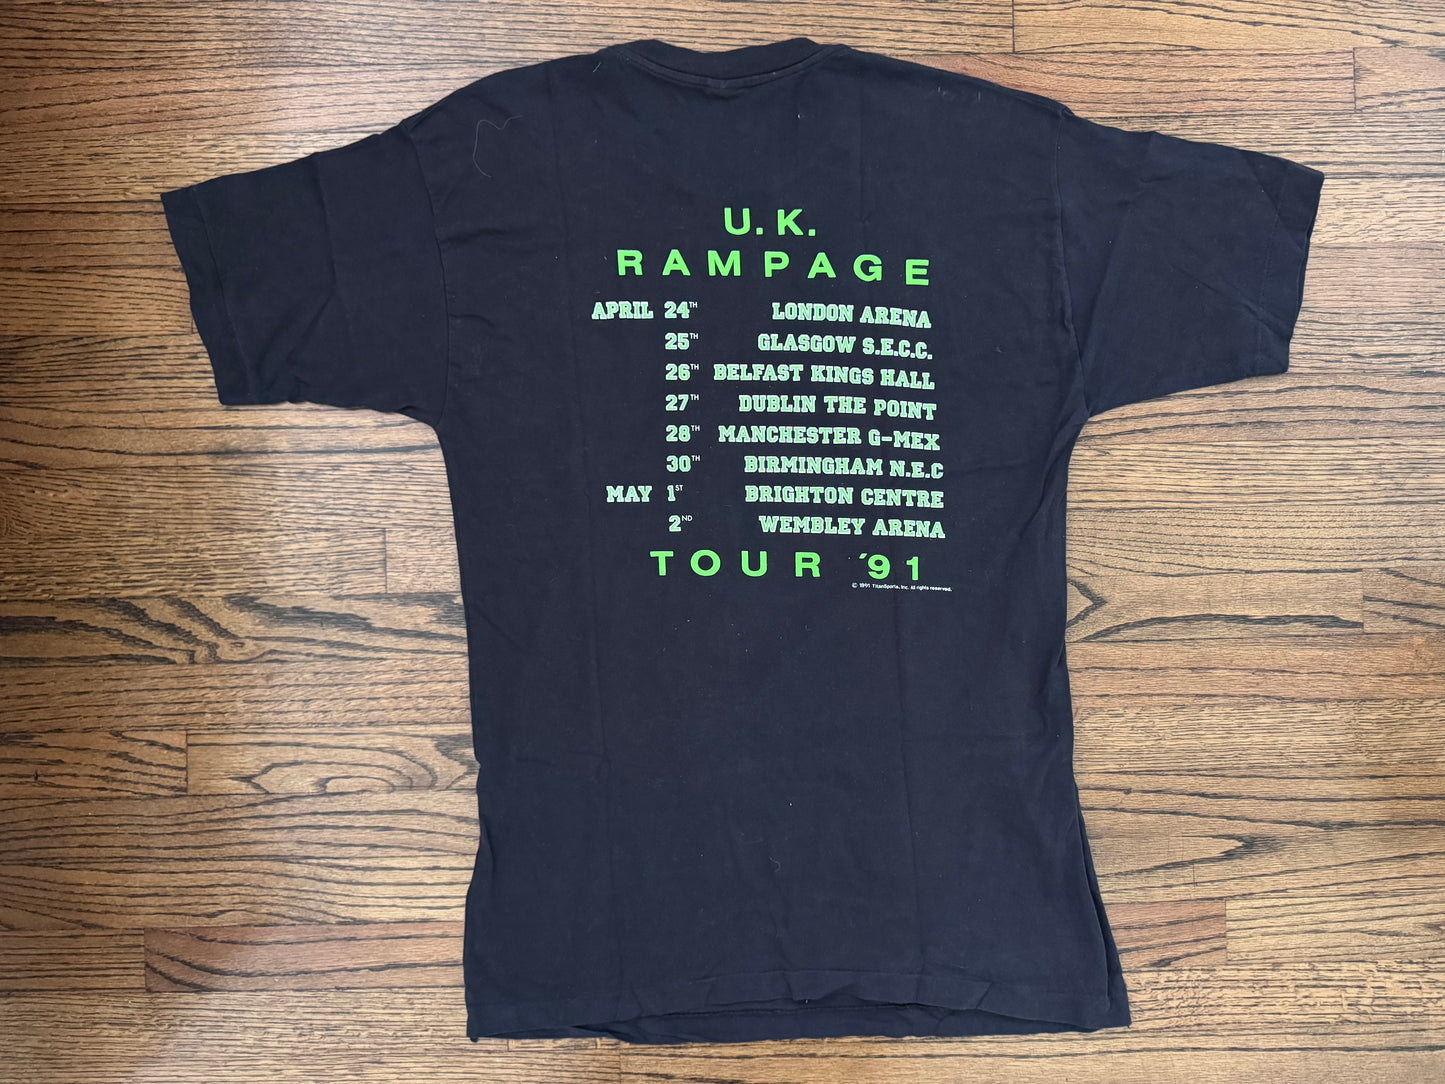 U.K.
RAMPAGE
APRIL 24TH LONDON ARENA
25TH GLASGOW S.E.C.C.
26TH BELFAST KINGS HALL
27TH DUBLIN THE POINT
28TH MANCHESTER G-MEX
30TH BIRMINGHAM N.E.C
MAY 1ST BRIGHTON CENTRE
2ND WEMBLEY ARENA
TOUR '91
© 1991 TitanSports, Inc. All rights reserved.